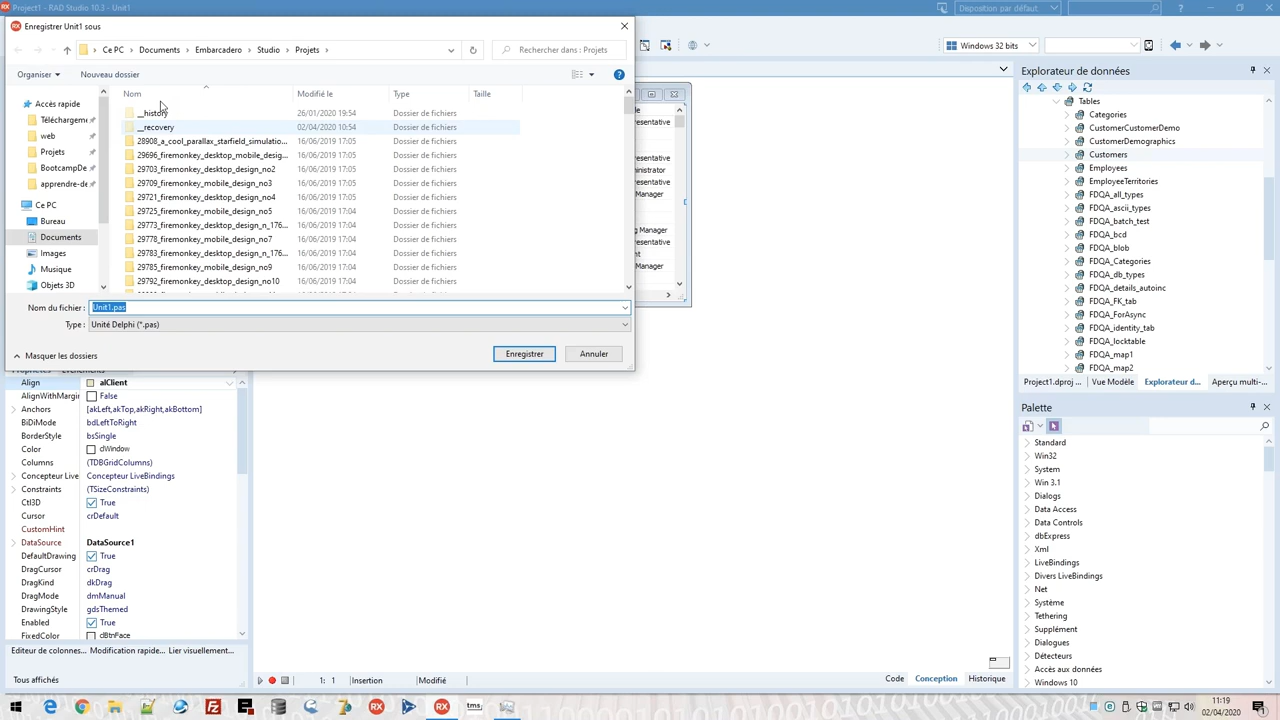 Project1 - RAD Studio 10.3 - Unit1
Disposition par défaut
Enregistrer Unit1 sous
Ce PC > Documents > Embarcadero > Studio > Projets >
Rechercher dans : Projets
Windows 32 bits
Organiser
Nouveau dossier
Nom
Modifié le
Type
Taille
Accès rapide
Téléchargeme
web
Projets
BootcampDe
apprendre-de
Ce PC
Bureau
Documents
Images
Musique
Objets 3D
__history 26/01/2020 19:54 Dossier de fichiers
__recovery 02/04/2020 10:54 Dossier de fichiers
28908_a_cool_parallax_starfield_simulatio... 16/06/2019 17:05 Dossier de fichiers
29696_firemonkey_desktop_mobile_desig... 16/06/2019 17:05 Dossier de fichiers
29703_firemonkey_desktop_design_no2 16/06/2019 17:05 Dossier de fichiers
29709_firemonkey_mobile_design_no3 16/06/2019 17:05 Dossier de fichiers
29721_firemonkey_desktop_design_no4 16/06/2019 17:05 Dossier de fichiers
29725_firemonkey_mobile_design_no5 16/06/2019 17:04 Dossier de fichiers
29773_firemonkey_desktop_design_n_176... 16/06/2019 17:04 Dossier de fichiers
29778_firemonkey_mobile_design_no7 16/06/2019 17:04 Dossier de fichiers
29783_firemonkey_desktop_design_n_176... 16/06/2019 17:04 Dossier de fichiers
29785_firemonkey_mobile_design_no9 16/06/2019 17:04 Dossier de fichiers
29792_firemonkey_desktop_design_no10 16/06/2019 17:04 Dossier de fichiers
Nom du fichier : Unit1.pas
Type : Unité Delphi (*.pas)
Masquer les dossiers
Enregistrer
Annuler
le
resentative
resentative
ministrator
resentative
Manager
g Manager
nt
Manager
Explorateur de données
Tables
Categories
CustomerCustomerDemo
CustomerDemographics
Customers
Employees
EmployeeTerritories
FDQA_all_types
FDQA_ascii_types
FDQA_batch_test
FDQA_bcd
FDQA_blob
FDQA_Categories
FDQA_db_types
FDQA_details_autoinc
FDQA_FK_tab
FDQA_ForAsync
FDQA_identity_tab
FDQA_locktable
FDQA_map1
FDQA_map2
Project1.dproj ...
Vue Modèle
Explorateur d...
Aperçu multi-...
Palette
Standard
Win32
System
Win 3.1
Dialogs
Data Access
Data Controls
dbExpress
Xml
LiveBindings
Divers LiveBindings
Net
Système
Tethering
Supplément
Dialogues
Détecteurs
Accès aux données
Windows 10
Align alClient
AlignWithMargin False
Anchors [akLeft,akTop,akRight,akBottom]
BiDiMode bdLeftToRight
BorderStyle bsSingle
Color clWindow
Columns (TDBGridColumns)
Concepteur Live Concepteur LiveBindings
Constraints (TSizeConstraints)
Ctl3D True
Cursor crDefault
CustomHint
DataSource DataSource1
DefaultDrawing True
DragCursor crDrag
DragKind dkDrag
DragMode dmManual
DrawingStyle gdsThemed
Enabled True
FixedColor clBtnFace
Editeur de colonnes... Modification rapide... Lier visuellement...
Tous affichés
1: 1
Insertion
Modifié
Code
Conception
Historique
tms
11:19
02/04/2020